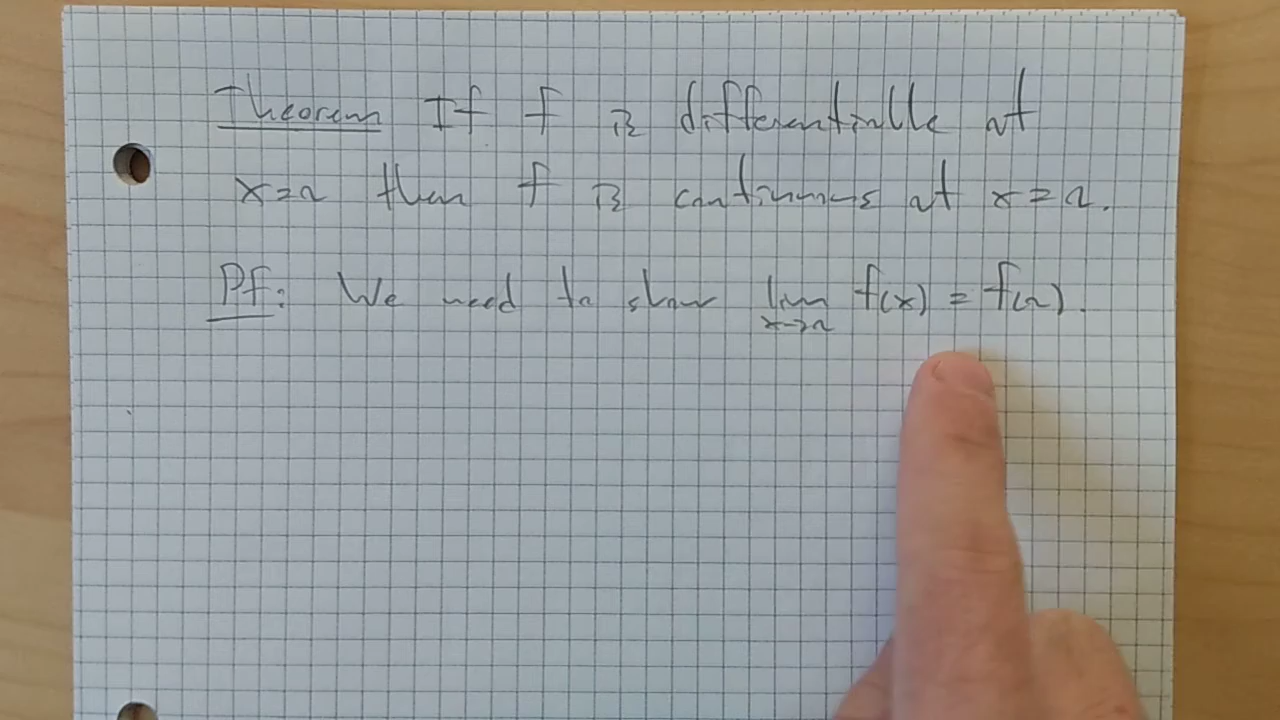 Theorem If f is differentiable at
x=a then f is continuous at x=a.
Pf: We need to show lim x→a f(x) = f(a).